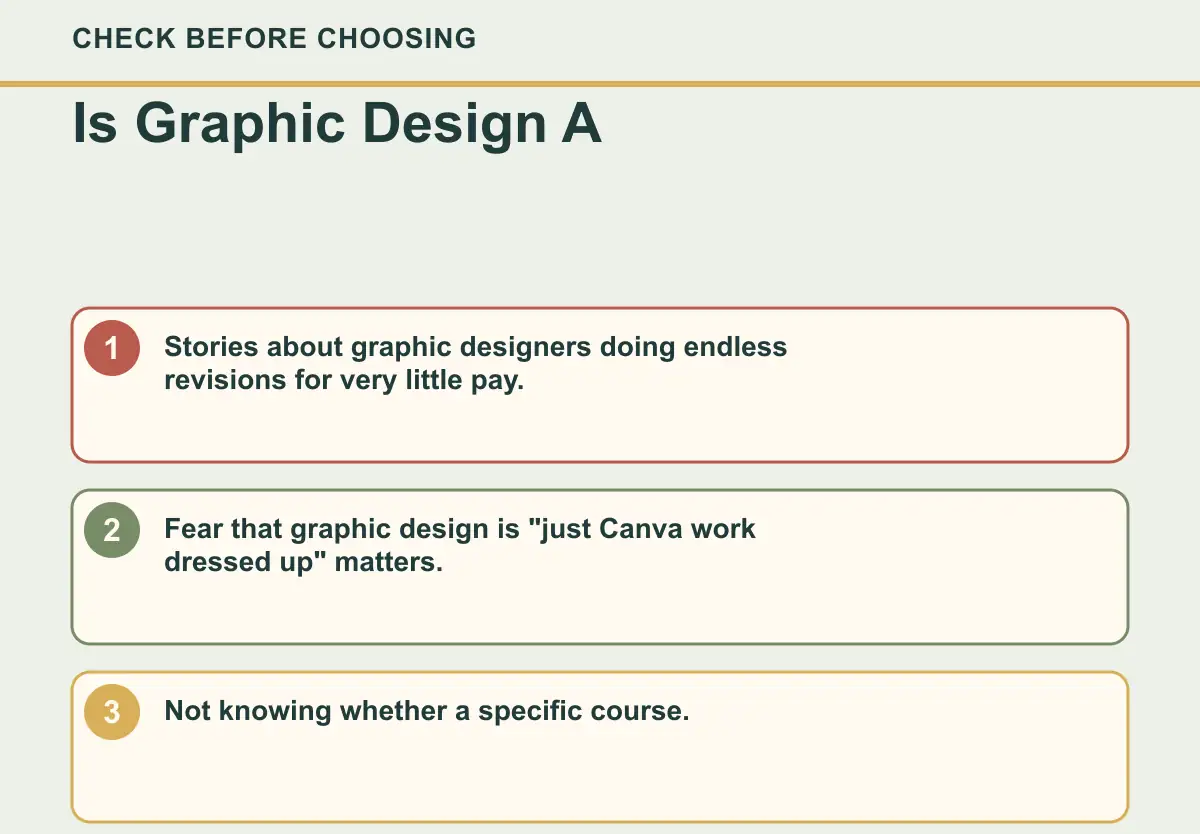 CHECK BEFORE CHOOSING
Is Graphic Design A
1
Stories about graphic designers doing endless
revisions for very little pay.
2
Fear that graphic design is "just Canva work
dressed up" matters.
3
Not knowing whether a specific course.